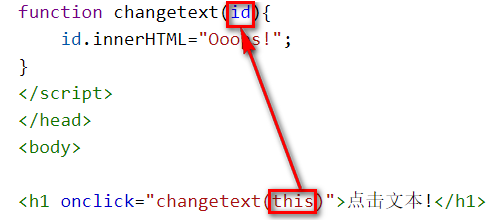 function changetext(id){
    id.innerHTML="Ooops!";
}
</script>
</head>
<body>
<h1 onclick="changetext(this)">点击文本!</h1>